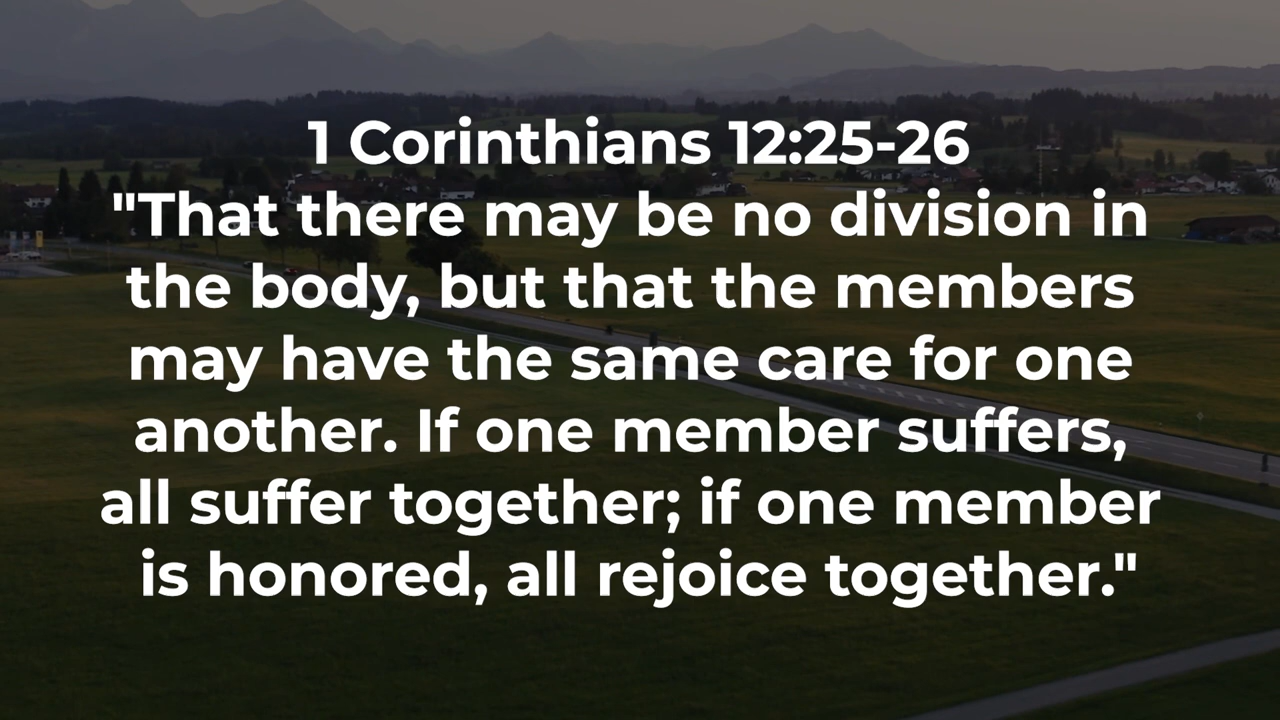 1 Corinthians 12:25-26
"That there may be no division in
the body, but that the members
may have the same care for one
another. If one member suffers,
all suffer together; if one member
is honored, all rejoice together."